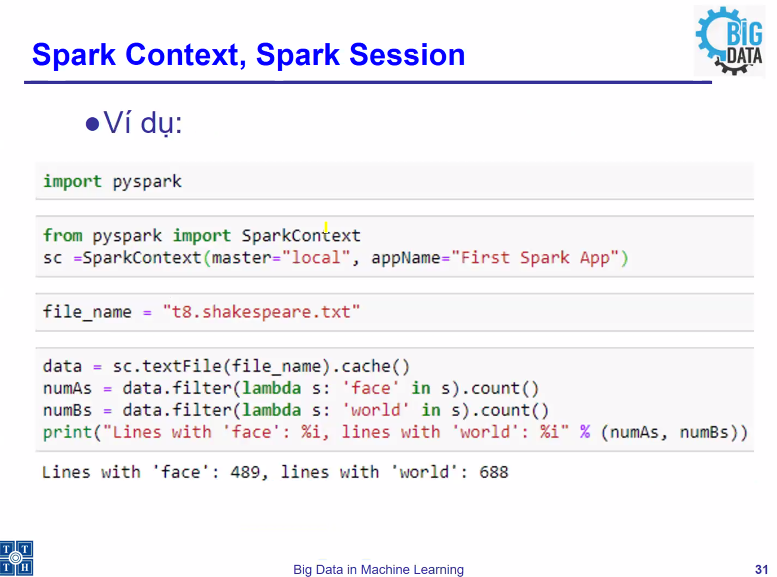 Spark Context, Spark Session
BIG
DATA
●Ví dụ:
import pyspark
from pyspark import SparkContext
sc =SparkContext(master="local", appName="First Spark App")
file_name = "t8.shakespeare.txt"
data = sc.textFile(file_name).cache()
numAs = data.filter(lambda s: 'face' in s).count()
numBs = data.filter(lambda s: 'world' in s).count()
print("Lines with 'face': %i, lines with 'world': %i" % (numAs, numBs))
Lines with 'face': 489, lines with 'world': 688
T T
T H
Big Data in Machine Learning
31